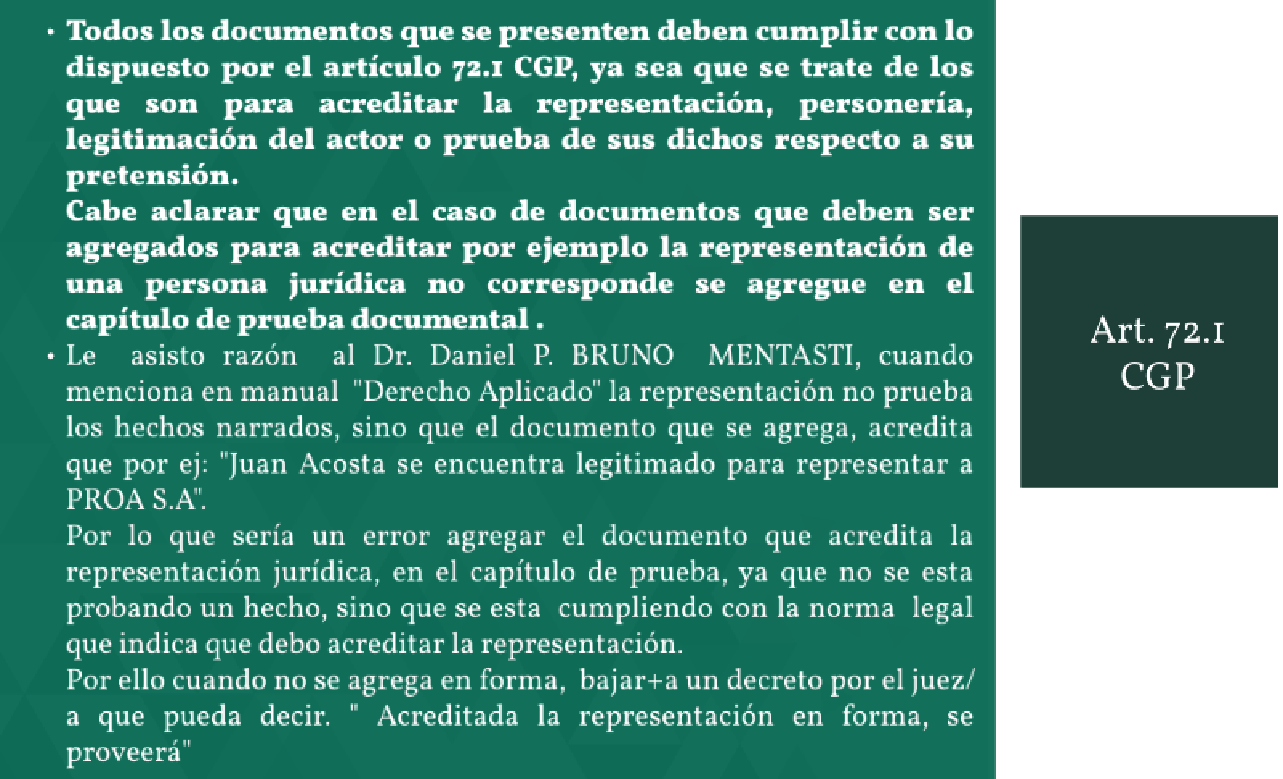 • Todos los documentos que se presenten deben cumplir con lo
dispuesto por el artículo 72.1 CGP, ya sea que se trate de los
que son para acreditar la representación, personería,
legitimación del actor o prueba de sus dichos respecto a su
pretensión.
Cabe aclarar que en el caso de documentos que deben ser
agregados para acreditar por ejemplo la representación de
una persona jurídica no corresponde se agregue en el
capítulo de prueba documental .
• Le asisto razón al Dr. Daniel P. BRUNO MENTASTI, cuando
menciona en manual "Derecho Aplicado" la representación no prueba
los hechos narrados, sino que el documento que se agrega, acredita
que por ej: "Juan Acosta se encuentra legitimado para representar a
PROA S.A".
Por lo que sería un error agregar el documento que acredita la
representación jurídica, en el capítulo de prueba, ya que no se esta
probando un hecho, sino que se esta cumpliendo con la norma legal
que indica que debo acreditar la representación.
Por ello cuando no se agrega en forma, bajar+a un decreto por el juez/
a que pueda decir. " Acreditada la representación en forma, se
proveerá"
Art. 72.1
CGP